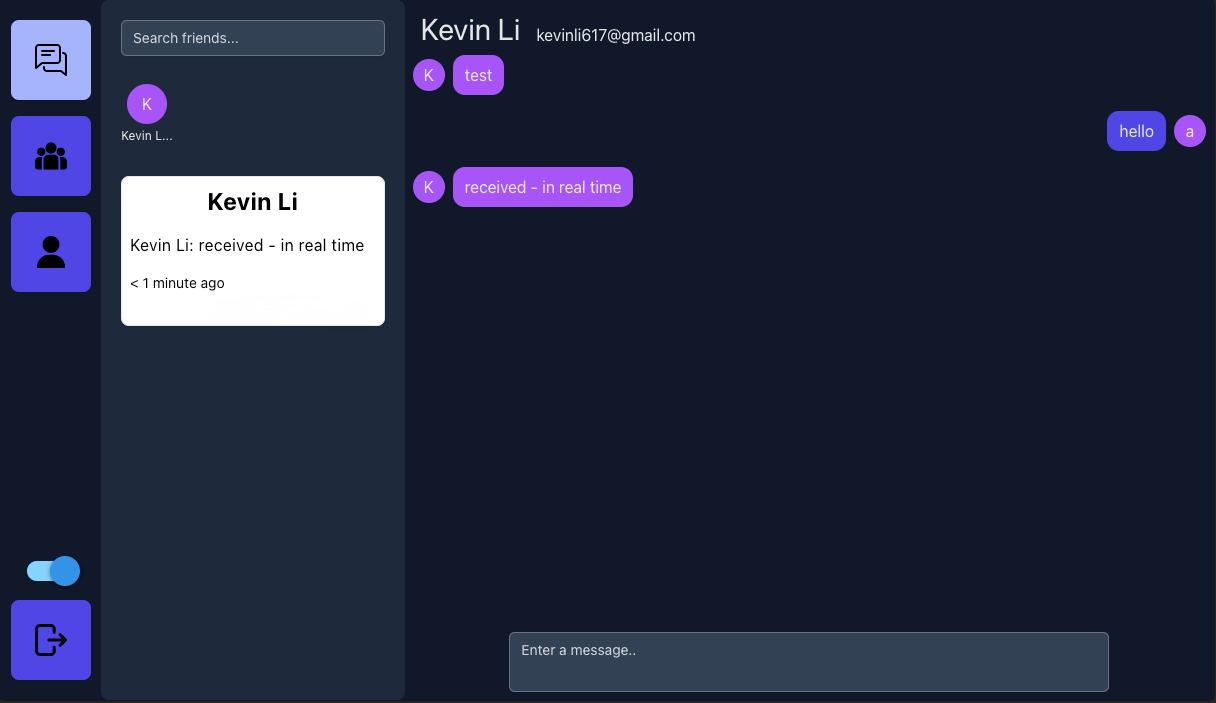 Search friends...
K
Kevin L...
Kevin Li
Kevin Li: received - in real time
< 1 minute ago
Kevin Li kevinli617@gmail.com
K test
hello a
K received - in real time
Enter a message..